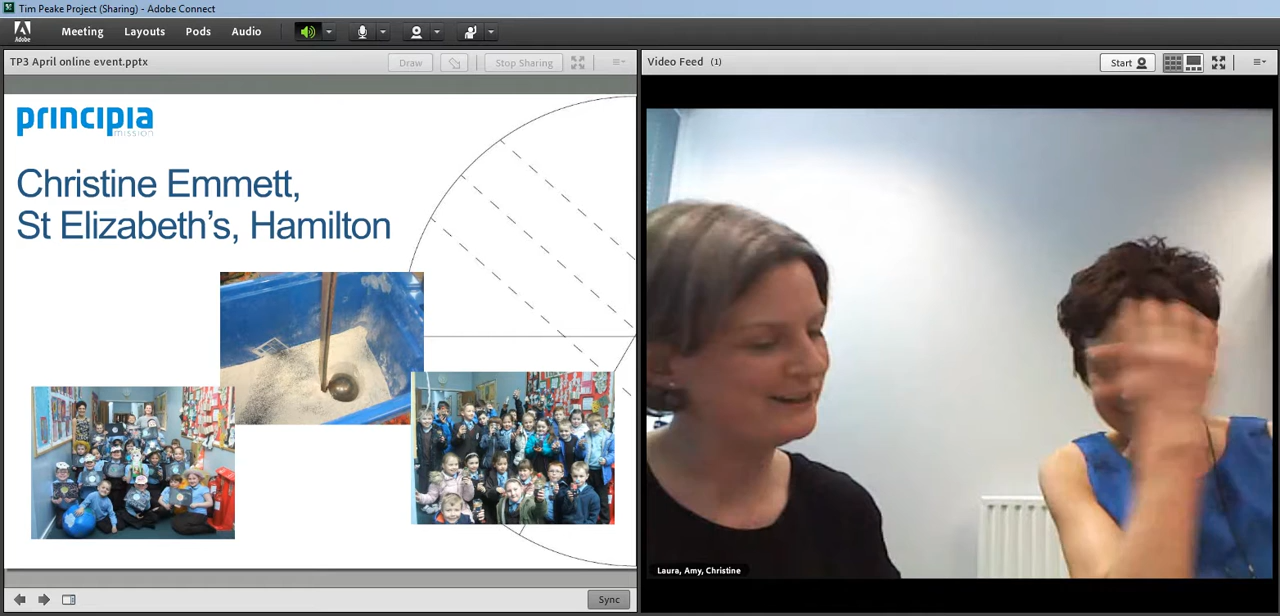 Tim Peake Project (Sharing) - Adobe Connect
Adobe
Meeting
Layouts
Pods
Audio
TP3 April online event.pptx
Draw
Stop Sharing
Video Feed (1)
Start
principia
mission
Christine Emmett,
St Elizabeth's, Hamilton
Laura, Amy, Christine
Sync